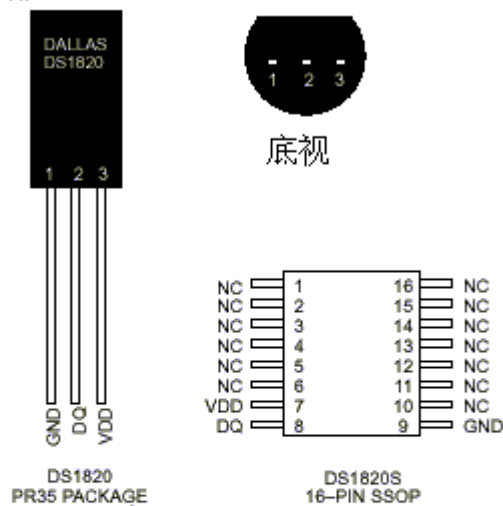 DALLAS
DS1820
1 2 3
GND DQ VDD
DS1820
PR35 PACKAGE
1 2 3
底视
NC 1 16 NC
NC 2 15 NC
NC 3 14 NC
NC 4 13 NC
NC 5 12 NC
NC 6 11 NC
VDD 7 10 NC
DQ 8 9 GND
DS1820S
16–PIN SSOP